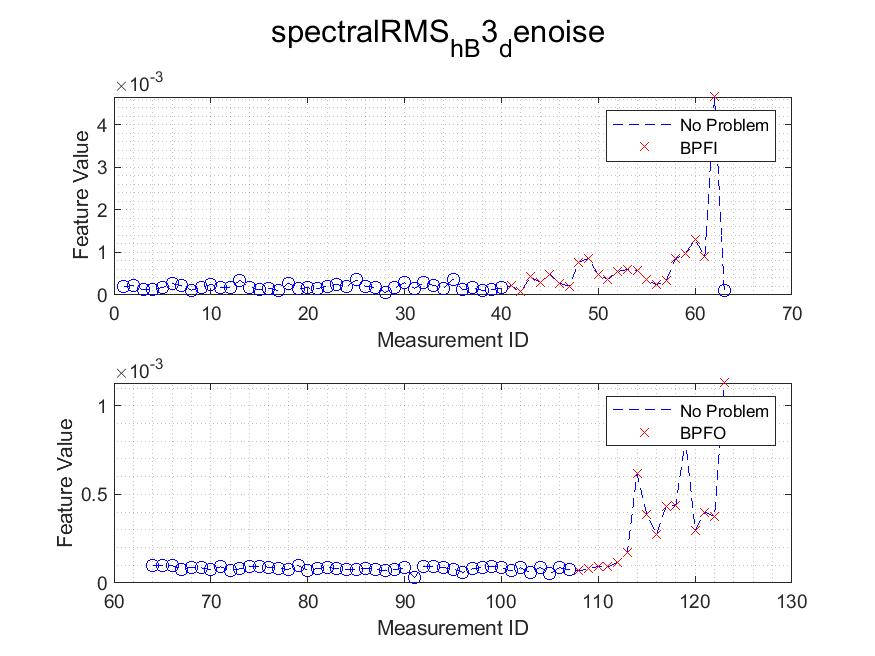 spectralRMS_hB3_denoise
×10^-3
4
3
2
1
0
Feature Value
No Problem
BPFI
0 10 20 30 40 50 60 70
Measurement ID
×10^-3
1
0.5
0
Feature Value
No Problem
BPFO
60 70 80 90 100 110 120 130
Measurement ID